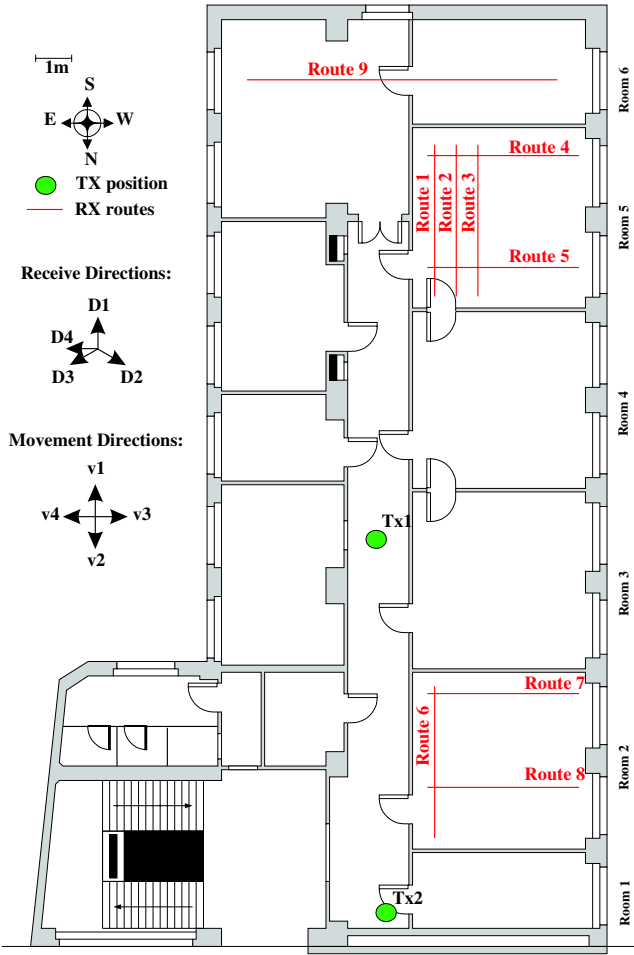 1m
S
E W
N
TX position
RX routes
Receive Directions:
D1
D4
D3 D2
Movement Directions:
v1
v4 v3
v2
Route 9
Room 6
Route 4
Route 1
Route 2
Route 3
Room 5
Route 5
Room 4
Tx1
Room 3
Route 7
Route 6
Room 2
Route 8
Tx2
Room 1